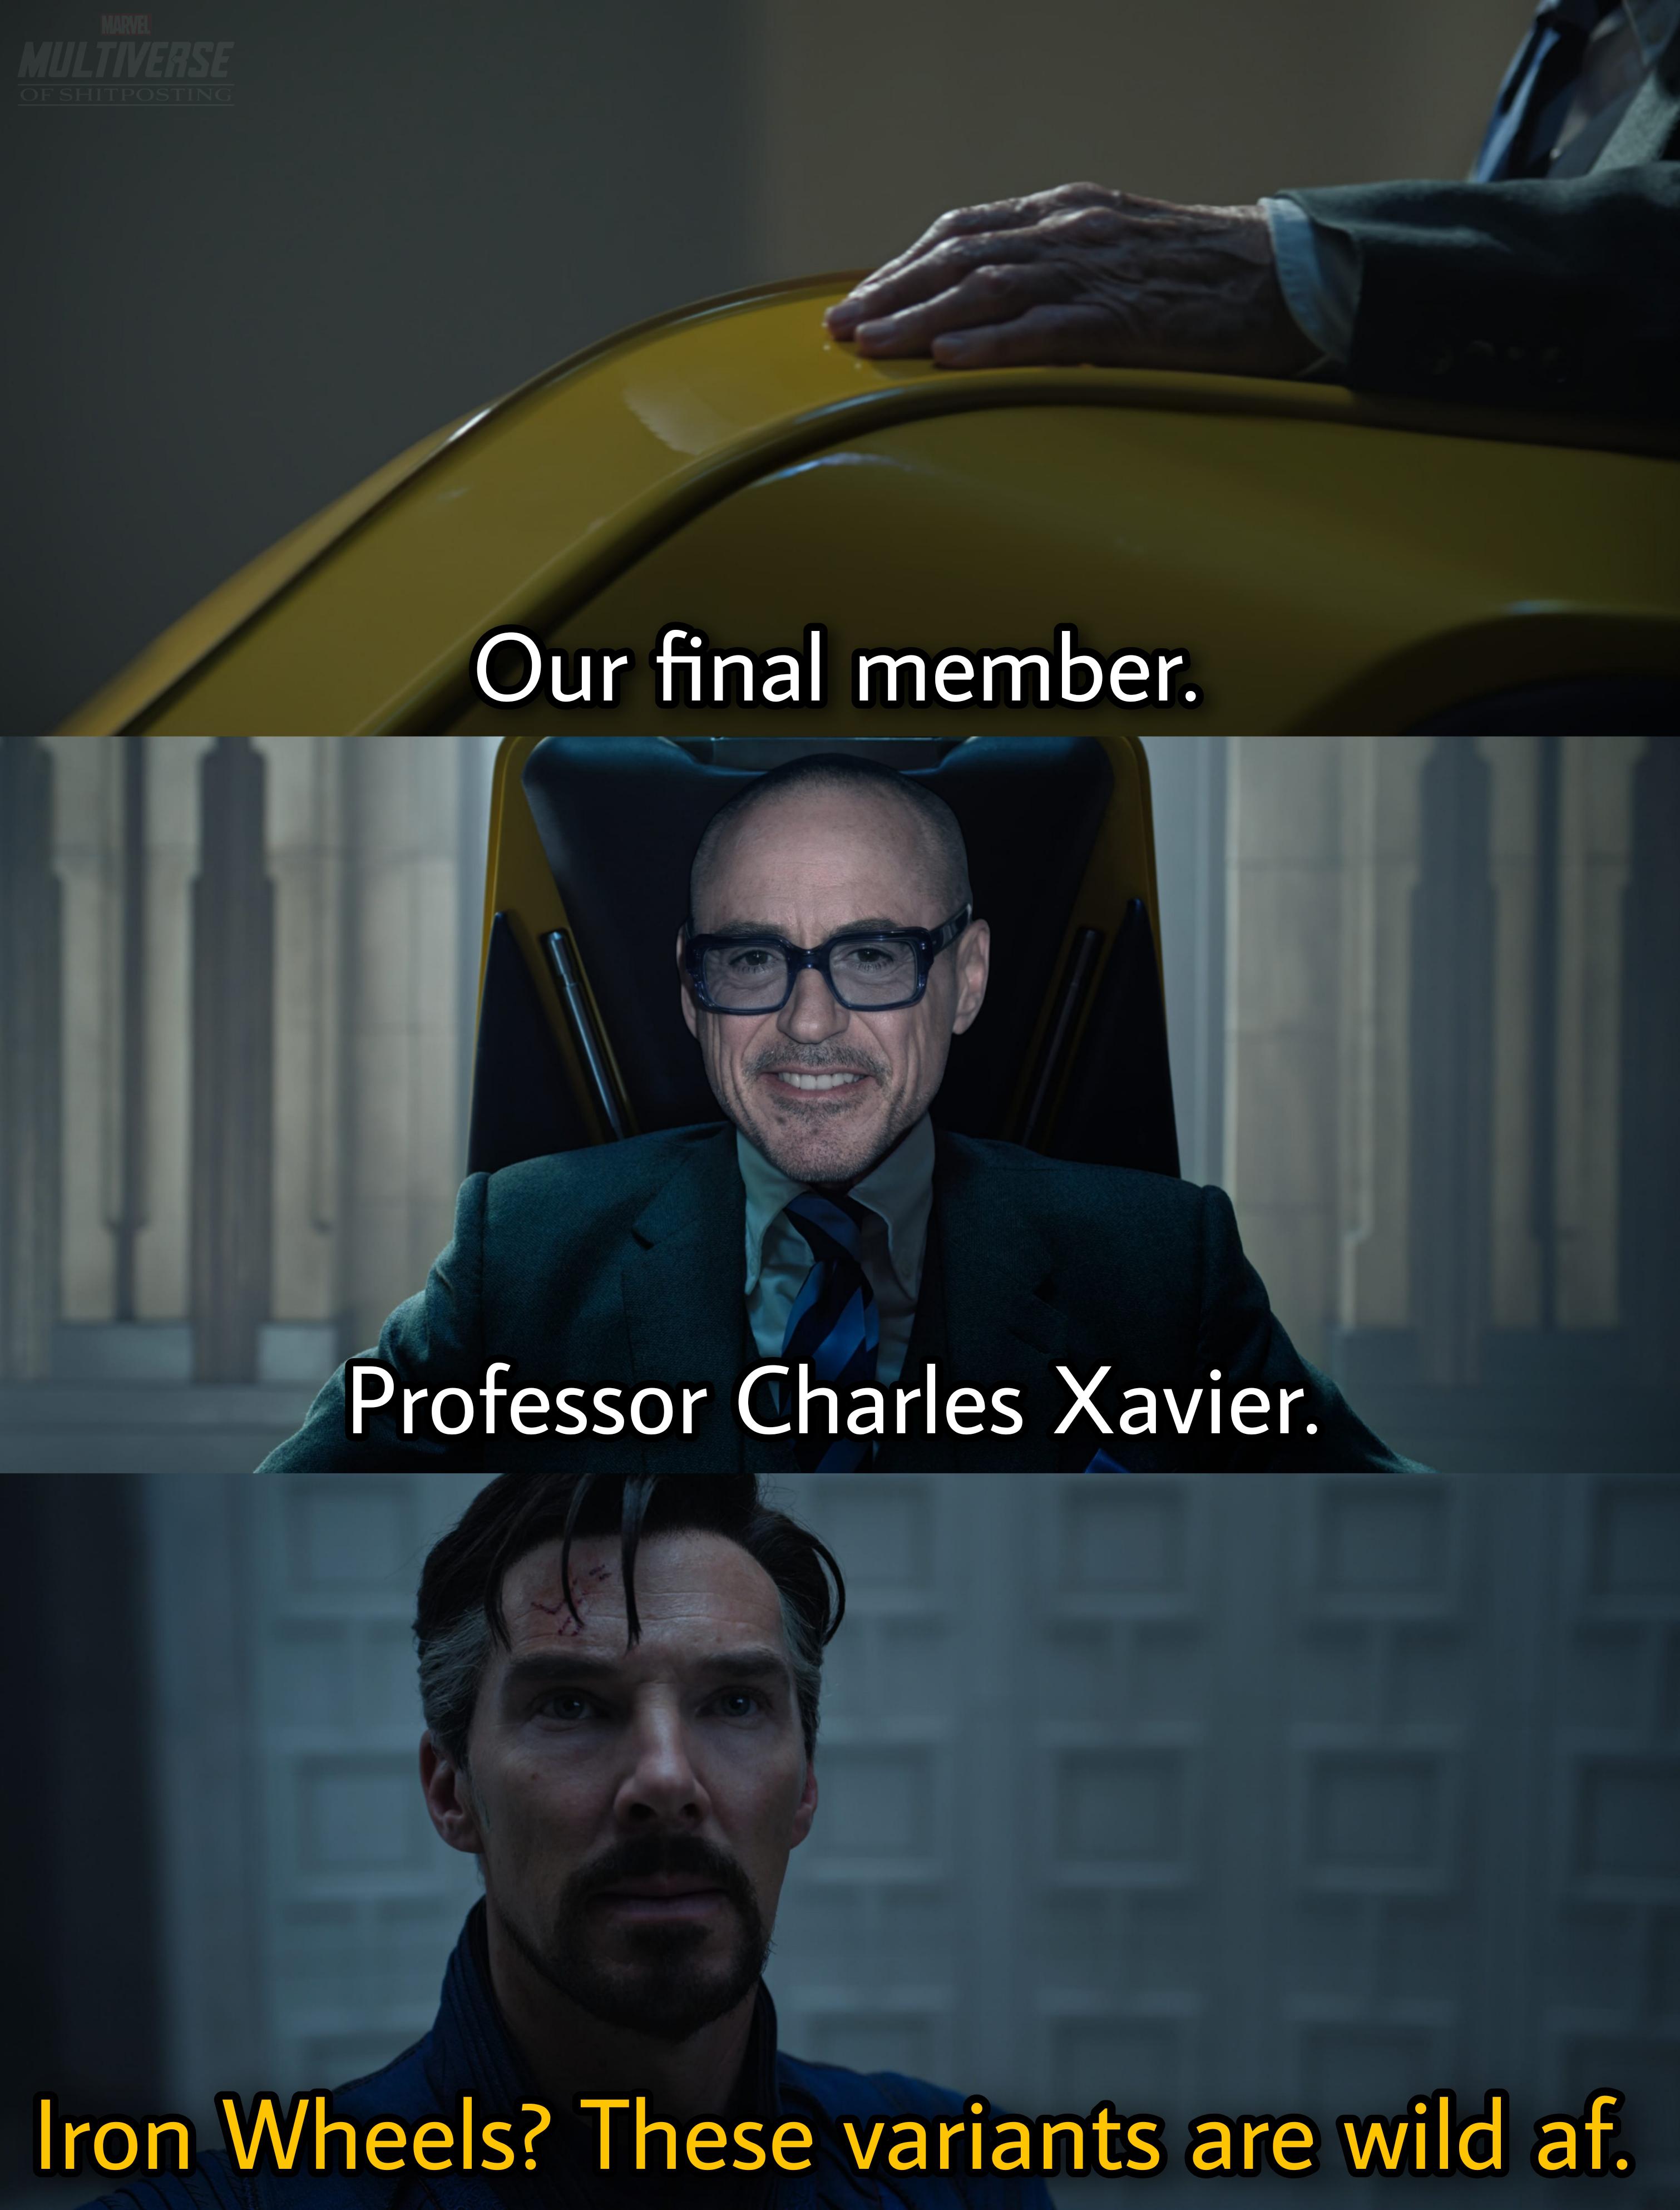 MARVEL
MULTIVERSE
OF SHITPOSTING
Our final member.
Professor Charles Xavier.
Iron Wheels? These variants are wild af.